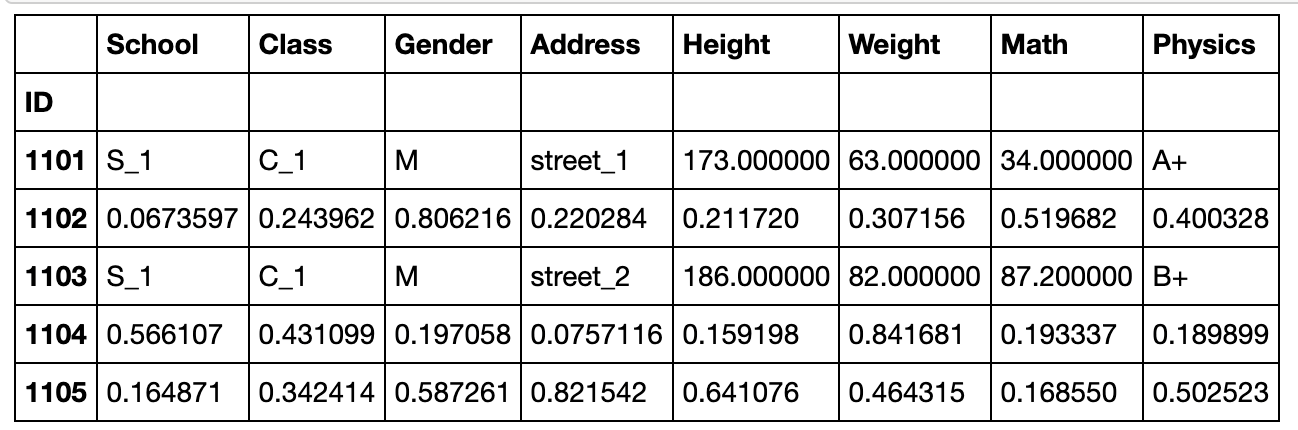 School Class Gender Address Height Weight Math Physics
ID
1101 S_1 C_1 M street_1 173.000000 63.000000 34.000000 A+
1102 0.0673597 0.243962 0.806216 0.220284 0.211720 0.307156 0.519682 0.400328
1103 S_1 C_1 M street_2 186.000000 82.000000 87.200000 B+
1104 0.566107 0.431099 0.197058 0.0757116 0.159198 0.841681 0.193337 0.189899
1105 0.164871 0.342414 0.587261 0.821542 0.641076 0.464315 0.168550 0.502523